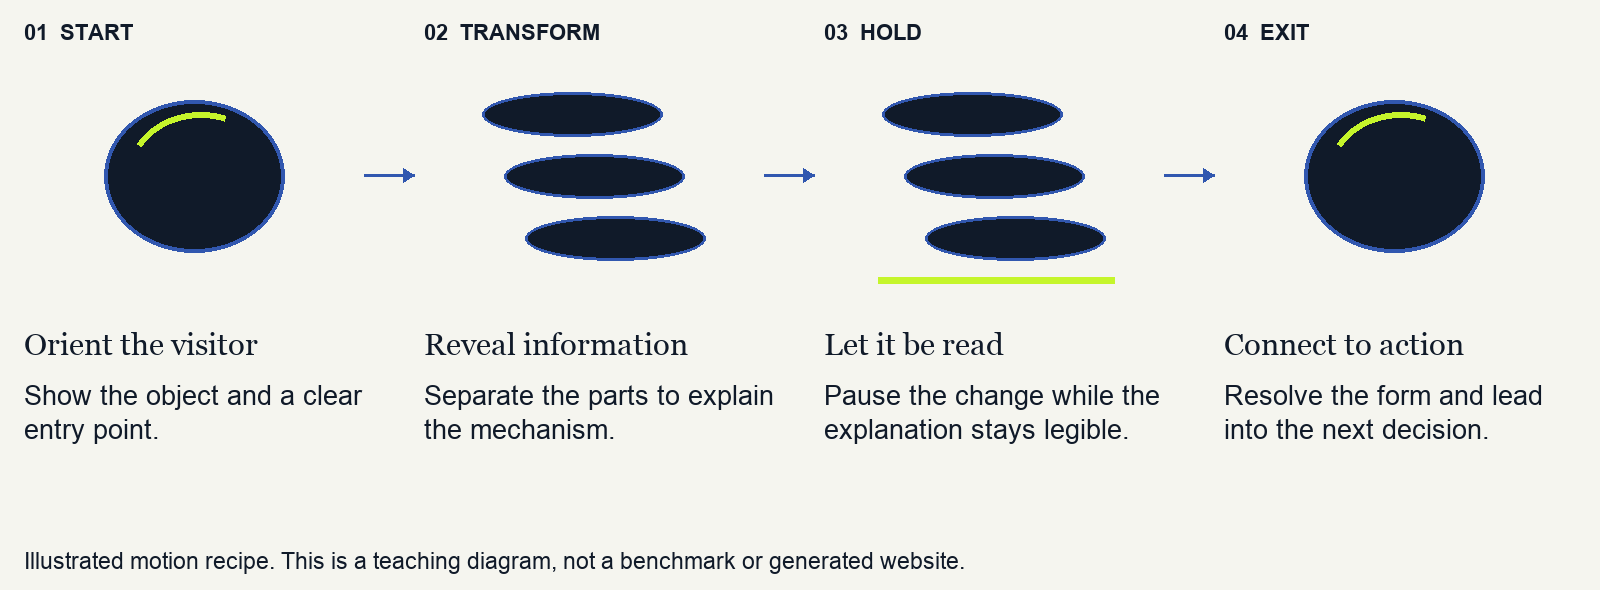 01 START
02 TRANSFORM
03 HOLD
04 EXIT
Orient the visitor
Show the object and a clear
entry point.
Reveal information
Separate the parts to explain
the mechanism.
Let it be read
Pause the change while the
explanation stays legible.
Connect to action
Resolve the form and lead
into the next decision.
Illustrated motion recipe. This is a teaching diagram, not a benchmark or generated website.